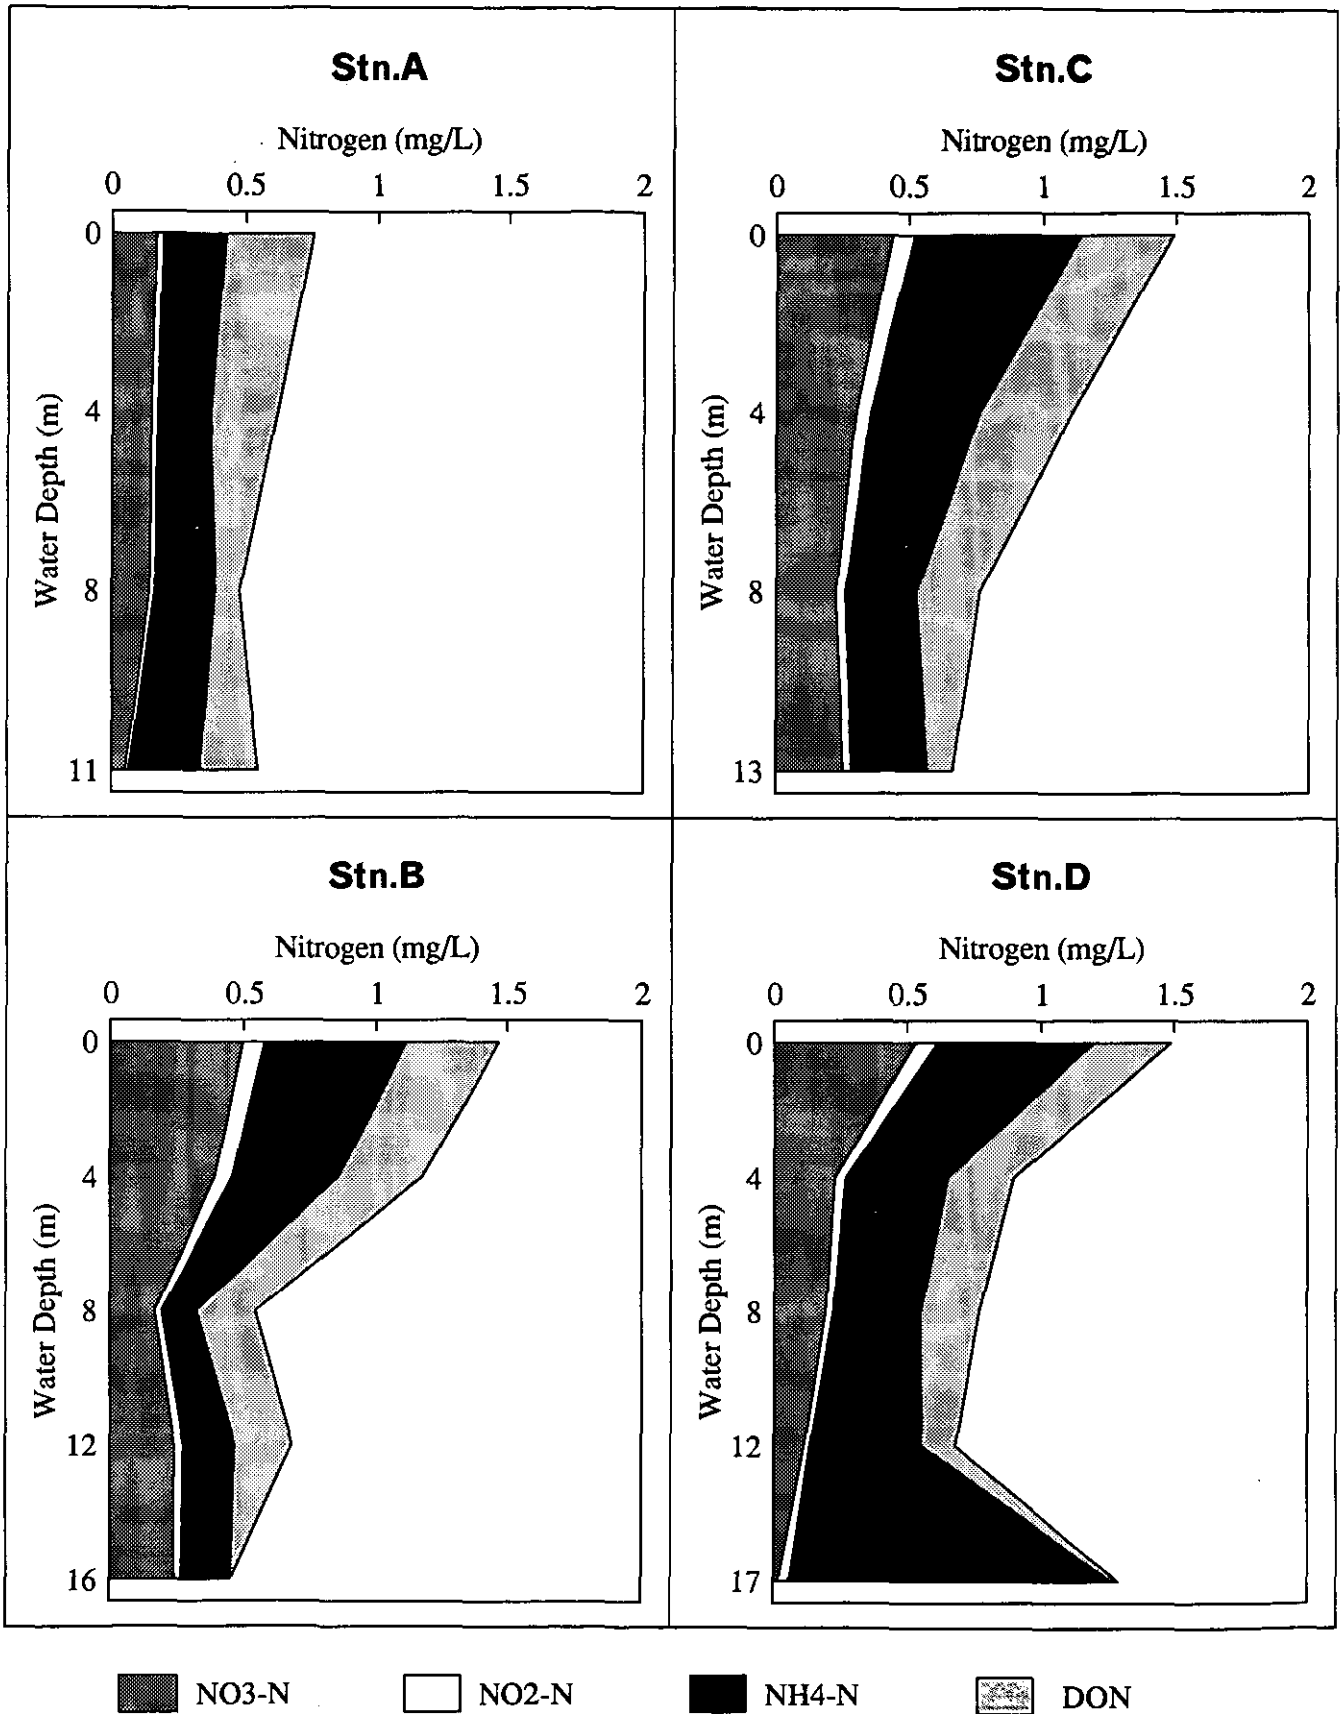 Stn.A
Nitrogen (mg/L)
0 0.5 1 1.5 2
Water Depth (m)
0
4
8
11
Stn.C
Nitrogen (mg/L)
0 0.5 1 1.5 2
Water Depth (m)
0
4
8
13
Stn.B
Nitrogen (mg/L)
0 0.5 1 1.5 2
Water Depth (m)
0
4
8
12
16
Stn.D
Nitrogen (mg/L)
0 0.5 1 1.5 2
Water Depth (m)
0
4
8
12
17
NO3-N NO2-N NH4-N DON